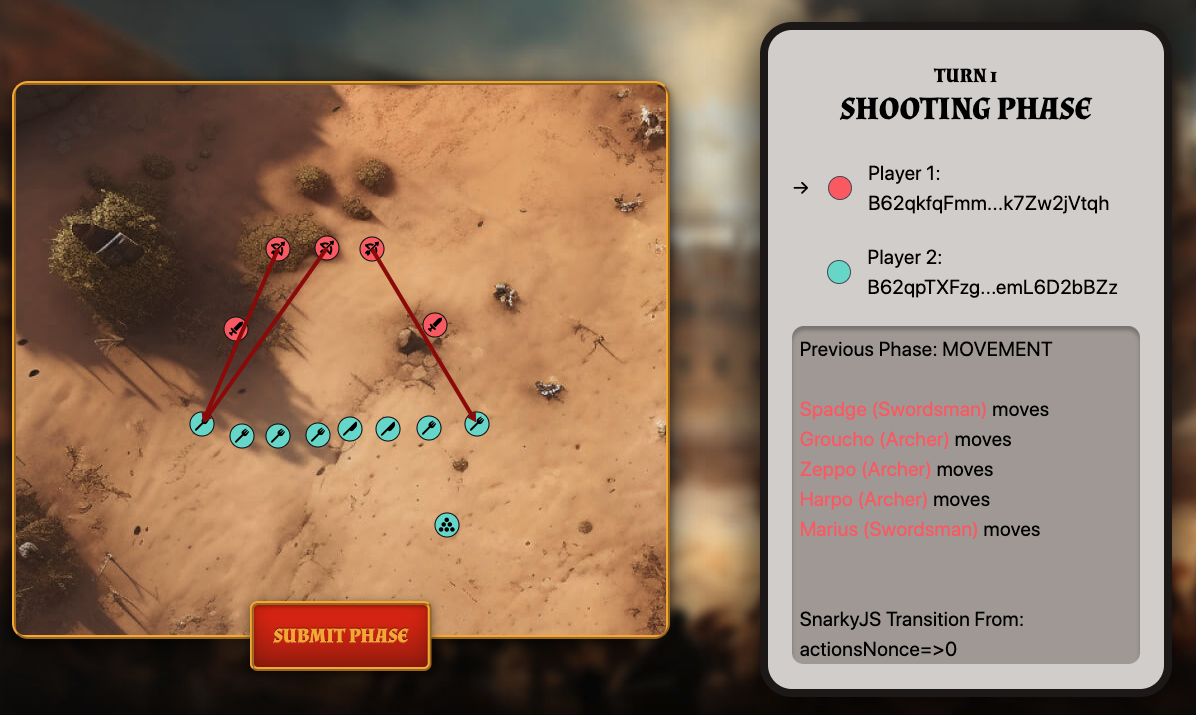 TURN 1
SHOOTING PHASE
→ Player 1:
B62qkfqFmm...k7Zw2jVtqh
Player 2:
B62qpTXFzg...emL6D2bBZz
Previous Phase: MOVEMENT
Spadge (Swordsman) moves
Groucho (Archer) moves
Zeppo (Archer) moves
Harpo (Archer) moves
Marius (Swordsman) moves
SnarkyJS Transition From:
actionsNonce=>0
SUBMIT PHASE